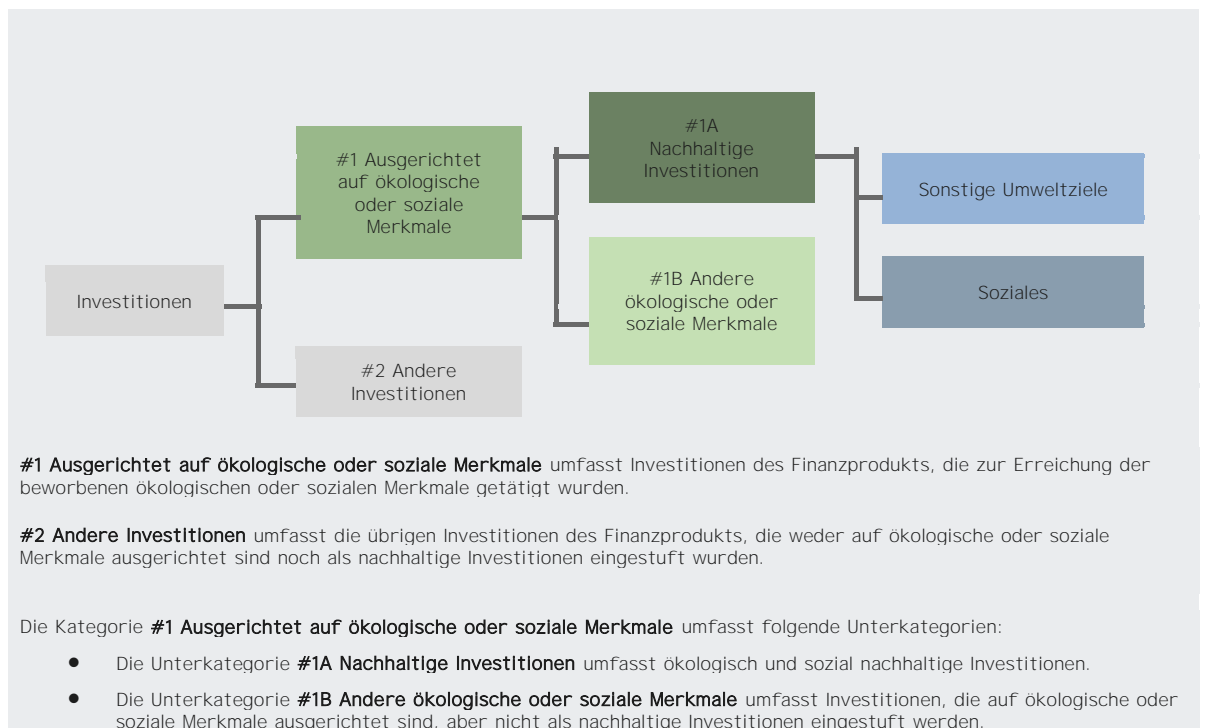 #1A
Nachhaltige
Investitionen
#1 Ausgerichtet
auf ökologische
oder soziale
Merkmale
Sonstige Umweltziele
#1B Andere
ökologische oder
soziale Merkmale
Soziales
Investitionen
#2 Andere
Investitionen
#1 Ausgerichtet auf ökologische oder soziale Merkmale umfasst Investitionen des Finanzprodukts, die zur Erreichung der
beworbenen ökologischen oder sozialen Merkmale getätigt wurden.
#2 Andere Investitionen umfasst die übrigen Investitionen des Finanzprodukts, die weder auf ökologische oder soziale
Merkmale ausgerichtet sind noch als nachhaltige Investitionen eingestuft wurden.
Die Kategorie #1 Ausgerichtet auf ökologische oder soziale Merkmale umfasst folgende Unterkategorien:
● Die Unterkategorie #1A Nachhaltige Investitionen umfasst ökologisch und sozial nachhaltige Investitionen.
● Die Unterkategorie #1B Andere ökologische oder soziale Merkmale umfasst Investitionen, die auf ökologische oder
soziale Merkmale ausgerichtet sind, aber nicht als nachhaltige Investitionen eingestuft werden.